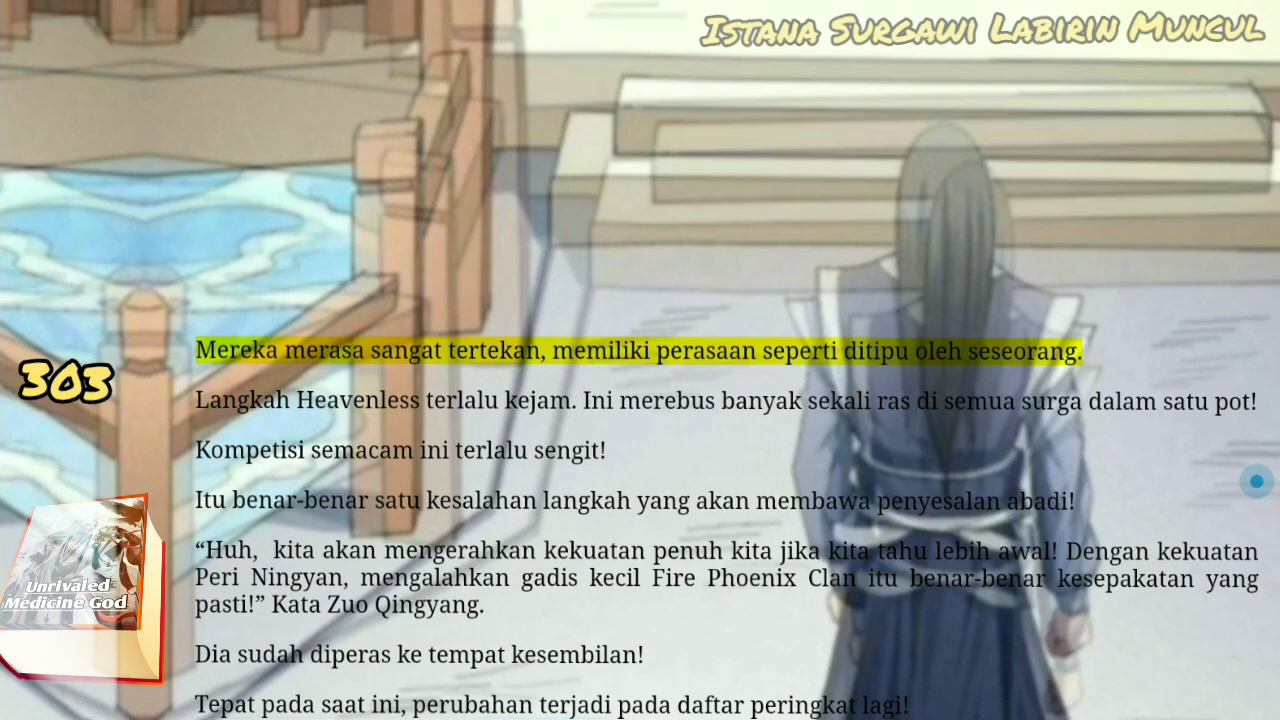 Istana Surgawi Labirin Muncul
Mereka merasa sangat tertekan, memiliki perasaan seperti ditipu oleh seseorang.
303
Langkah Heavenless terlalu kejam. Ini merebus banyak sekali ras di semua surga dalam satu pot!
Kompetisi semacam ini terlalu sengit!
Itu benar-benar satu kesalahan langkah yang akan membawa penyesalan abadi!
“Huh,  kita akan mengerahkan kekuatan penuh kita jika kita tahu lebih awal! Dengan kekuatan
Peri Ningyan, mengalahkan gadis kecil Fire Phoenix Clan itu benar-benar kesepakatan yang
pasti!” Kata Zuo Qingyang.
Unrivaled
Medicine God
Dia sudah diperas ke tempat kesembilan!
Tepat pada saat ini, perubahan terjadi pada daftar peringkat lagi!